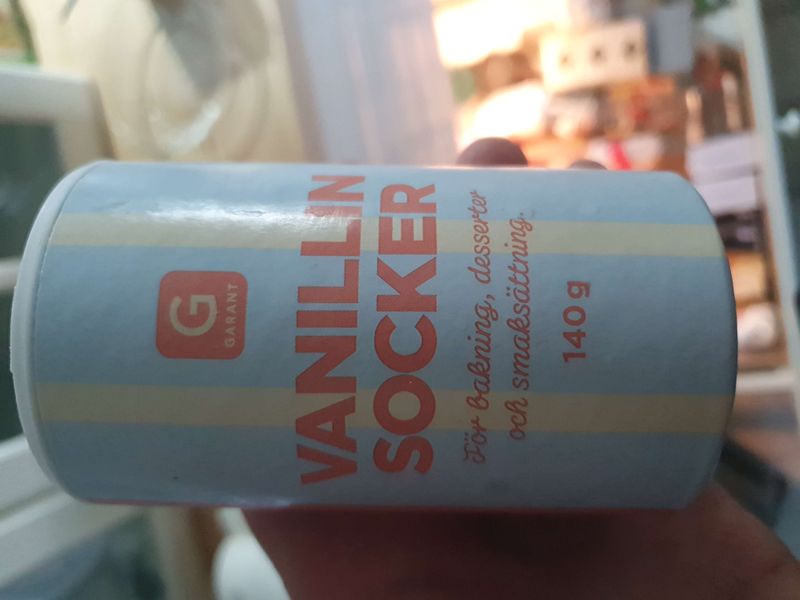 G
GARANT
VANILLIN
SOCKER
För bakning, desserter
och smaksättning.
140 g